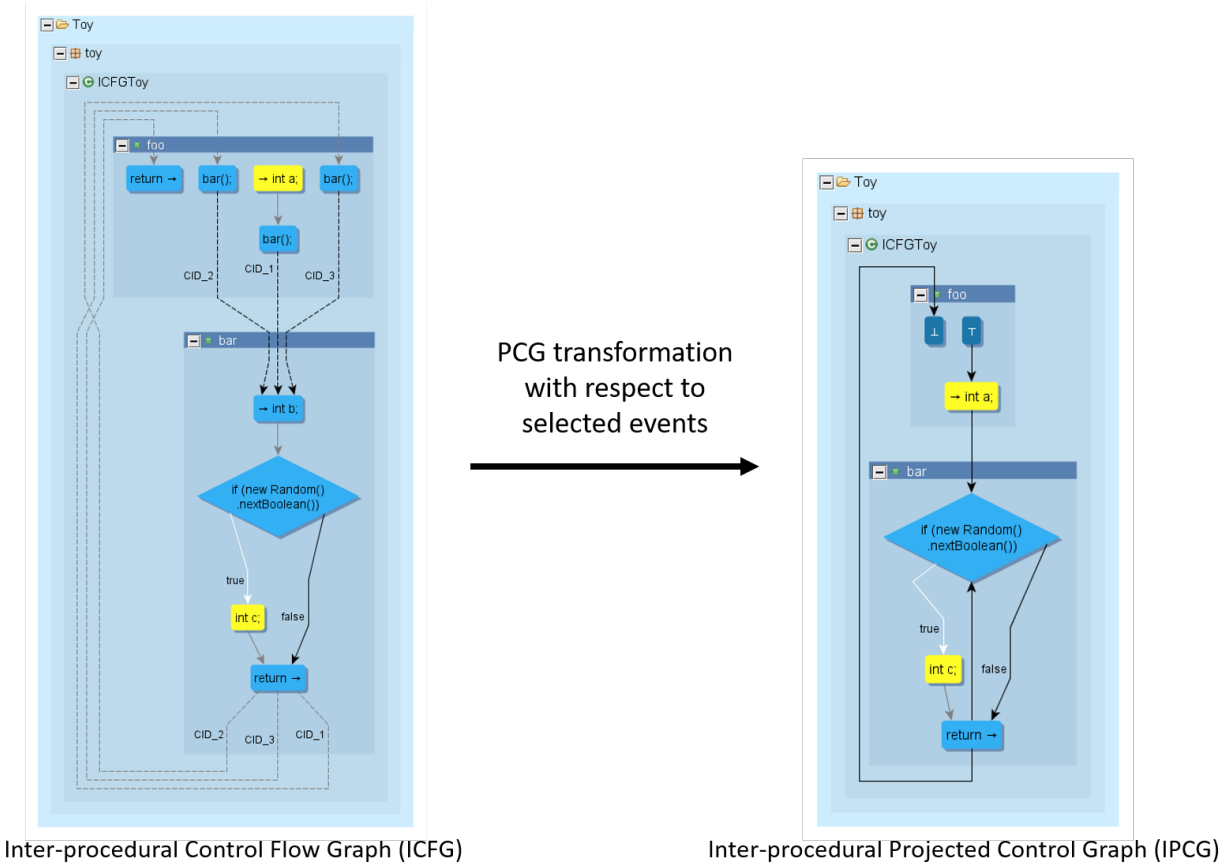 Toy
toy
ICFGToy
foo
return →
bar();
→ int a;
bar();
bar();
CID_2
CID_1
CID_3
bar
→ int b;
if (new Random()
.nextBoolean())
true
int c;
false
return →
CID_2
CID_3
CID_1
Inter-procedural Control Flow Graph (ICFG)
PCG transformation
with respect to
selected events
Toy
toy
ICFGToy
foo
⊥
⊤
→ int a;
bar
if (new Random()
.nextBoolean())
true
int c;
false
return →
Inter-procedural Projected Control Graph (IPCG)